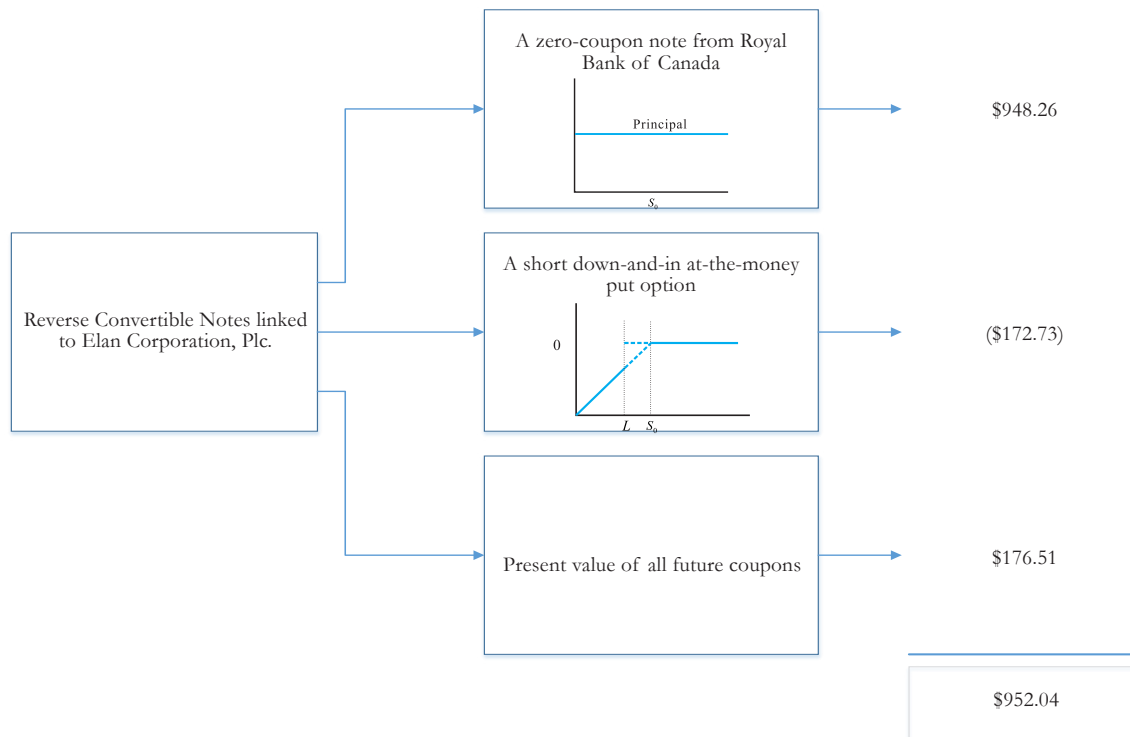 A zero-coupon note from Royal
Bank of Canada
Principal
S₀
$948.26
Reverse Convertible Notes linked
to Elan Corporation, Plc.
A short down-and-in at-the-money
put option
0
L S₀
($172.73)
Present value of all future coupons
$176.51
$952.04